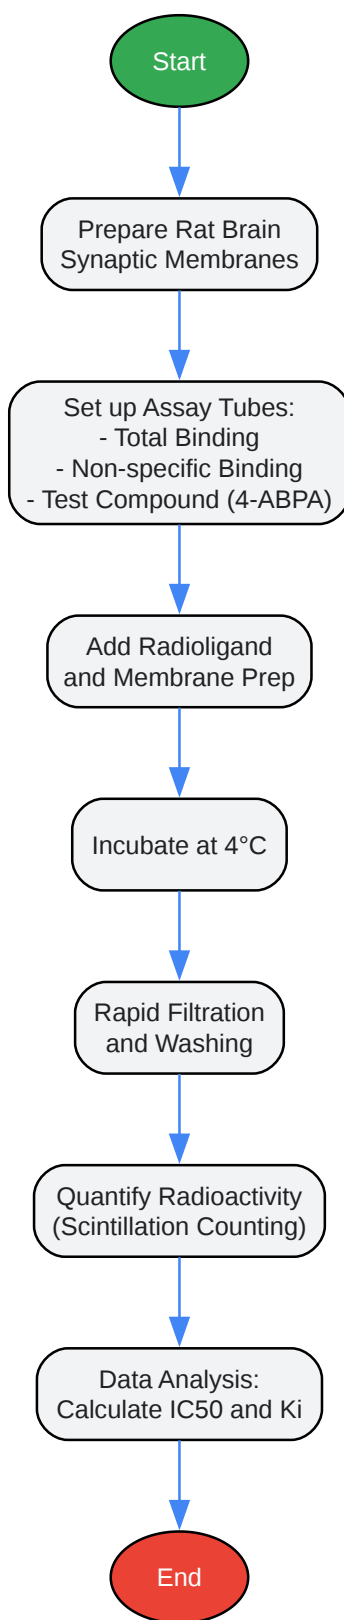 Start
Prepare Rat Brain
Synaptic Membranes
Set up Assay Tubes:
- Total Binding
- Non-specific Binding
- Test Compound (4-ABPA)
Add Radioligand
and Membrane Prep
Incubate at 4°C
Rapid Filtration
and Washing
Quantify Radioactivity
(Scintillation Counting)
Data Analysis:
Calculate IC50 and Ki
End